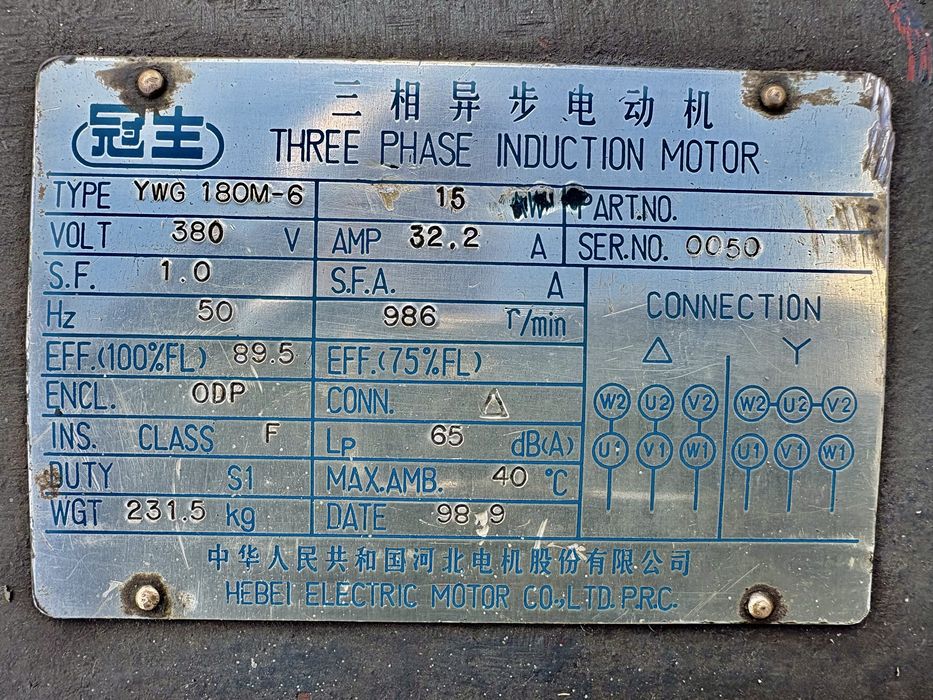 三相异步电动机
冠生
THREE PHASE INDUCTION MOTOR
TYPE YWG 180M-6 15 PART.NO.
VOLT 380 V AMP 32.2 A SER.NO. 0050
S.F. 1.0 S.F.A. A
CONNECTION
Hz 50 986 r/min
△ Y
EFF.(100%FL) 89.5 EFF.(75%FL)
ENCL. ODP CONN. △
W2 U2 V2 W2-U2-V2
INS. CLASS F LP 65 dB(A)
U1 V1 W1 U1 V1 W1
DUTY S1 MAX.AMB. 40 °C
WGT 231.5 kg DATE 98.9
中华人民共和国河北电机股份有限公司
HEBEI ELECTRIC MOTOR CO.,LTD.P.R.C.